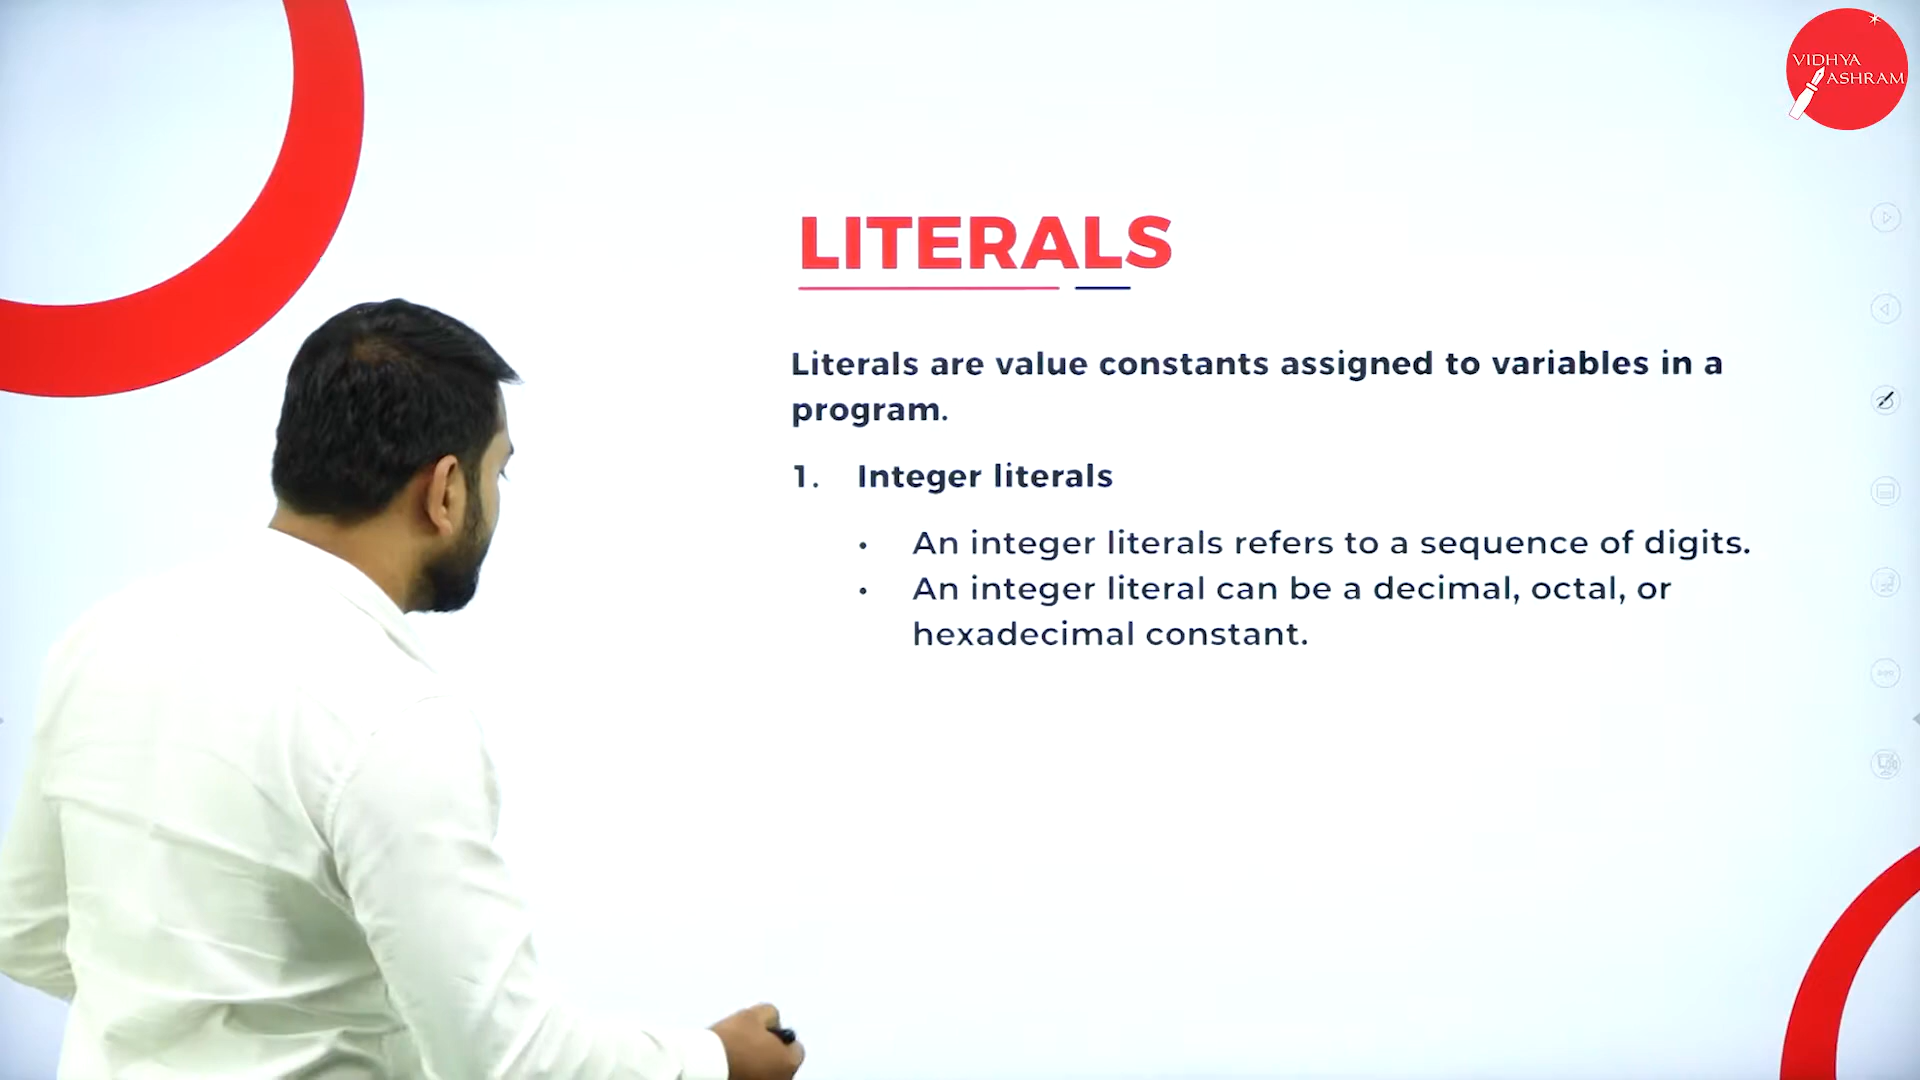 VIDHYA
ASHRAM
LITERALS
Literals are value constants assigned to variables in a
program.
1. Integer literals
• An integer literals refers to a sequence of digits.
• An integer literal can be a decimal, octal, or
hexadecimal constant.